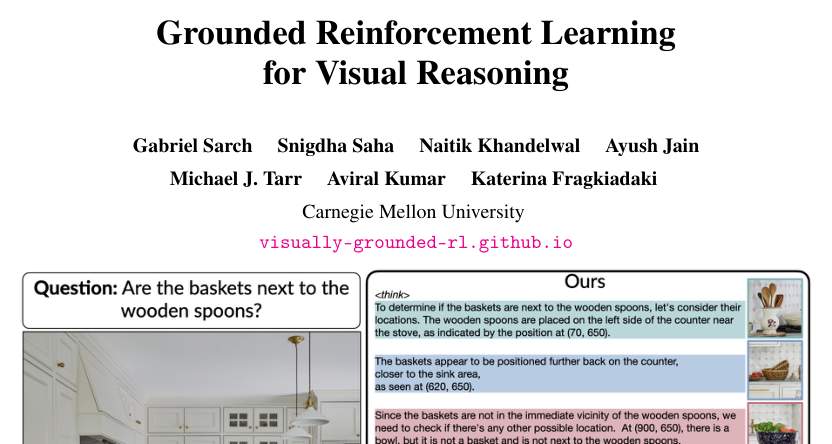 Grounded Reinforcement Learning
for Visual Reasoning
Gabriel Sarch Snigdha Saha Naitik Khandelwal Ayush Jain
Michael J. Tarr Aviral Kumar Katerina Fragkiadaki
Carnegie Mellon University
visually-grounded-rl.github.io
Question: Are the baskets next to the
wooden spoons?
Ours
<think>
To determine if the baskets are next to the wooden spoons, let's consider their
locations. The wooden spoons are placed on the left side of the counter near
the stove, as indicated by the position at (70, 650).
The baskets appear to be positioned further back on the counter,
closer to the sink area,
as seen at (620, 650).
Since the baskets are not in the immediate vicinity of the wooden spoons, we
need to check if there's any other possible location. At (900, 650), there is a
bowl, but it is not a basket and is not next to the wooden spoons.